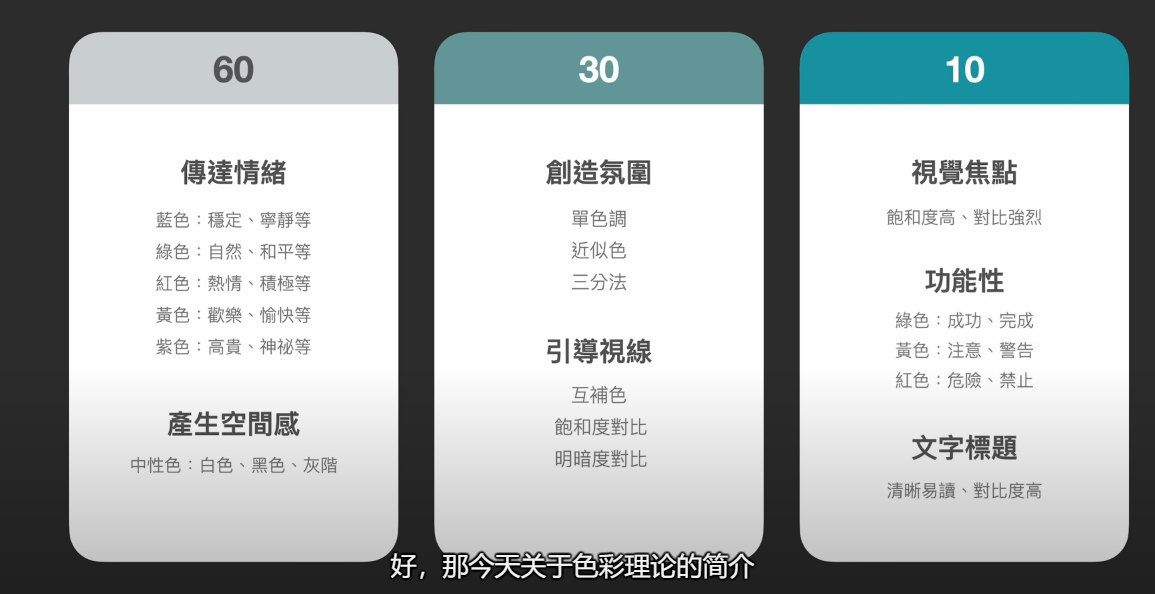 60
傳達情緒
藍色：穩定、寧靜等
綠色：自然、和平等
紅色：熱情、積極等
黃色：歡樂、愉快等
紫色：高貴、神祕等
產生空間感
中性色：白色、黑色、灰階
30
創造氛圍
單色調
近似色
三分法
引導視線
互補色
飽和度對比
明暗度對比
10
視覺焦點
飽和度高、對比強烈
功能性
綠色：成功、完成
黃色：注意、警告
紅色：危險、禁止
文字標題
清晰易讀、對比度高
好，那今天关于色彩理论的简介